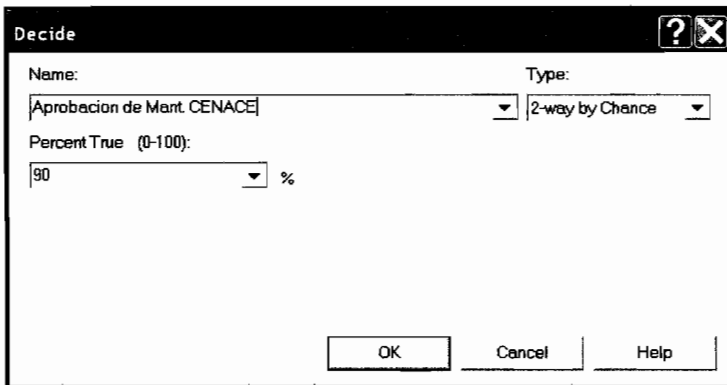 Decide
Name: Type:
Aprobacion de Mant. CENACE 2-way by Chance
Percent True (0-100):
90 %
OK Cancel Help